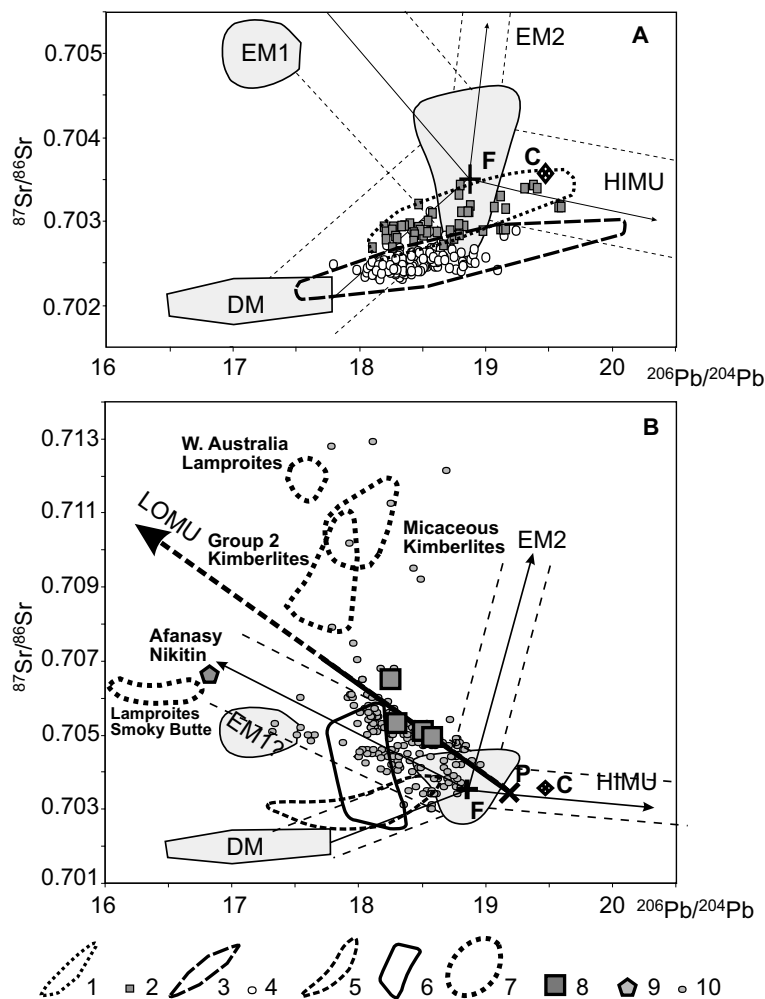 A
EM2
0.705
EM1
0.704
F
C
⁸⁷Sr/⁸⁶Sr
HIMU
0.703
0.702
DM
16 17 18 19 20
²⁰⁶Pb/²⁰⁴Pb
B
0.713
W. Australia
Lamproites
0.711
LOMU
Group 2
Kimberlites
Micaceous
Kimberlites
EM2
0.709
⁸⁷Sr/⁸⁶Sr
0.707
Afanasy
Nikitin
Lamproites
Smoky Butte
0.705
EM1?
P
HIMU
C
0.703
F
DM
0.701
16 17 18 19 20
²⁰⁶Pb/²⁰⁴Pb
1 2 3 4 5 6 7 8 9 10